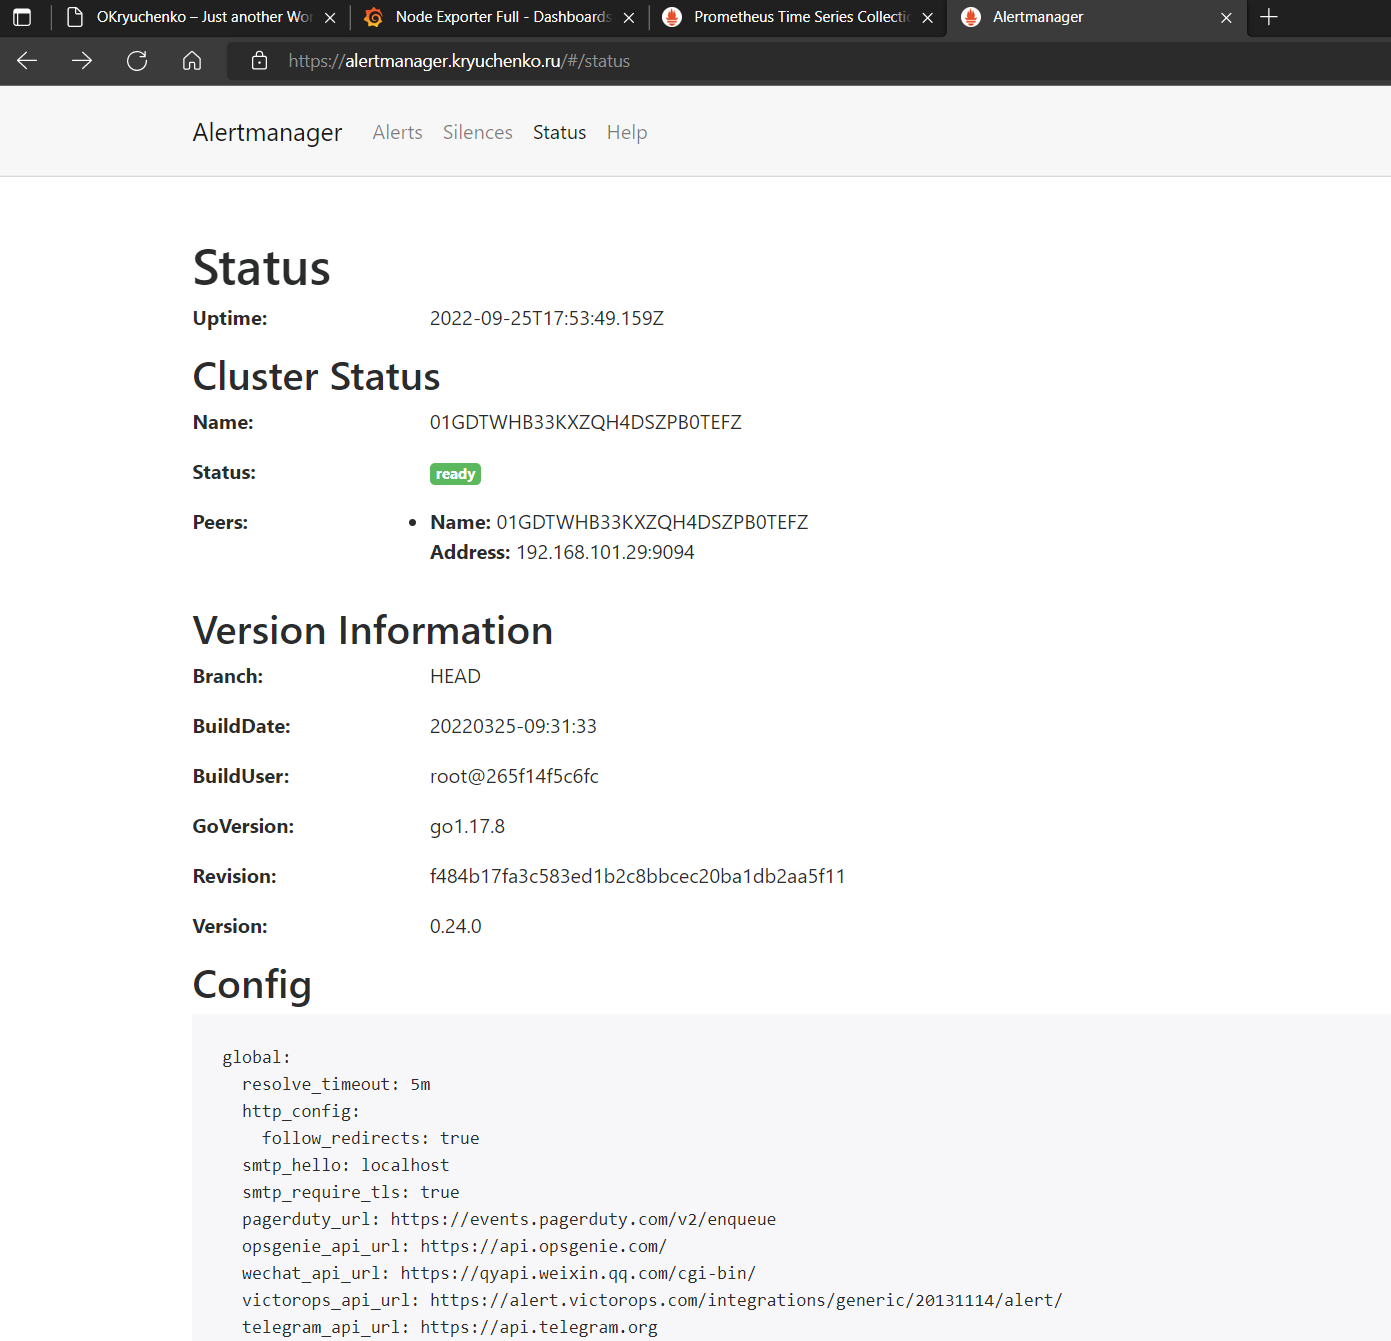 OKryuchenko – Just another Wor
Node Exporter Full - Dashboards
Prometheus Time Series Collectio
Alertmanager
https://alertmanager.kryuchenko.ru/#/status
Alertmanager Alerts Silences Status Help
Status
Uptime: 2022-09-25T17:53:49.159Z
Cluster Status
Name: 01GDTWHB33KXZQH4DSZPB0TEFZ
Status: ready
Peers: • Name: 01GDTWHB33KXZQH4DSZPB0TEFZ
Address: 192.168.101.29:9094
Version Information
Branch: HEAD
BuildDate: 20220325-09:31:33
BuildUser: root@265f14f5c6fc
GoVersion: go1.17.8
Revision: f484b17fa3c583ed1b2c8bbcec20ba1db2aa5f11
Version: 0.24.0
Config
global:
  resolve_timeout: 5m
  http_config:
    follow_redirects: true
  smtp_hello: localhost
  smtp_require_tls: true
  pagerduty_url: https://events.pagerduty.com/v2/enqueue
  opsgenie_api_url: https://api.opsgenie.com/
  wechat_api_url: https://qyapi.weixin.qq.com/cgi-bin/
  victorops_api_url: https://alert.victorops.com/integrations/generic/20131114/alert/
  telegram_api_url: https://api.telegram.org